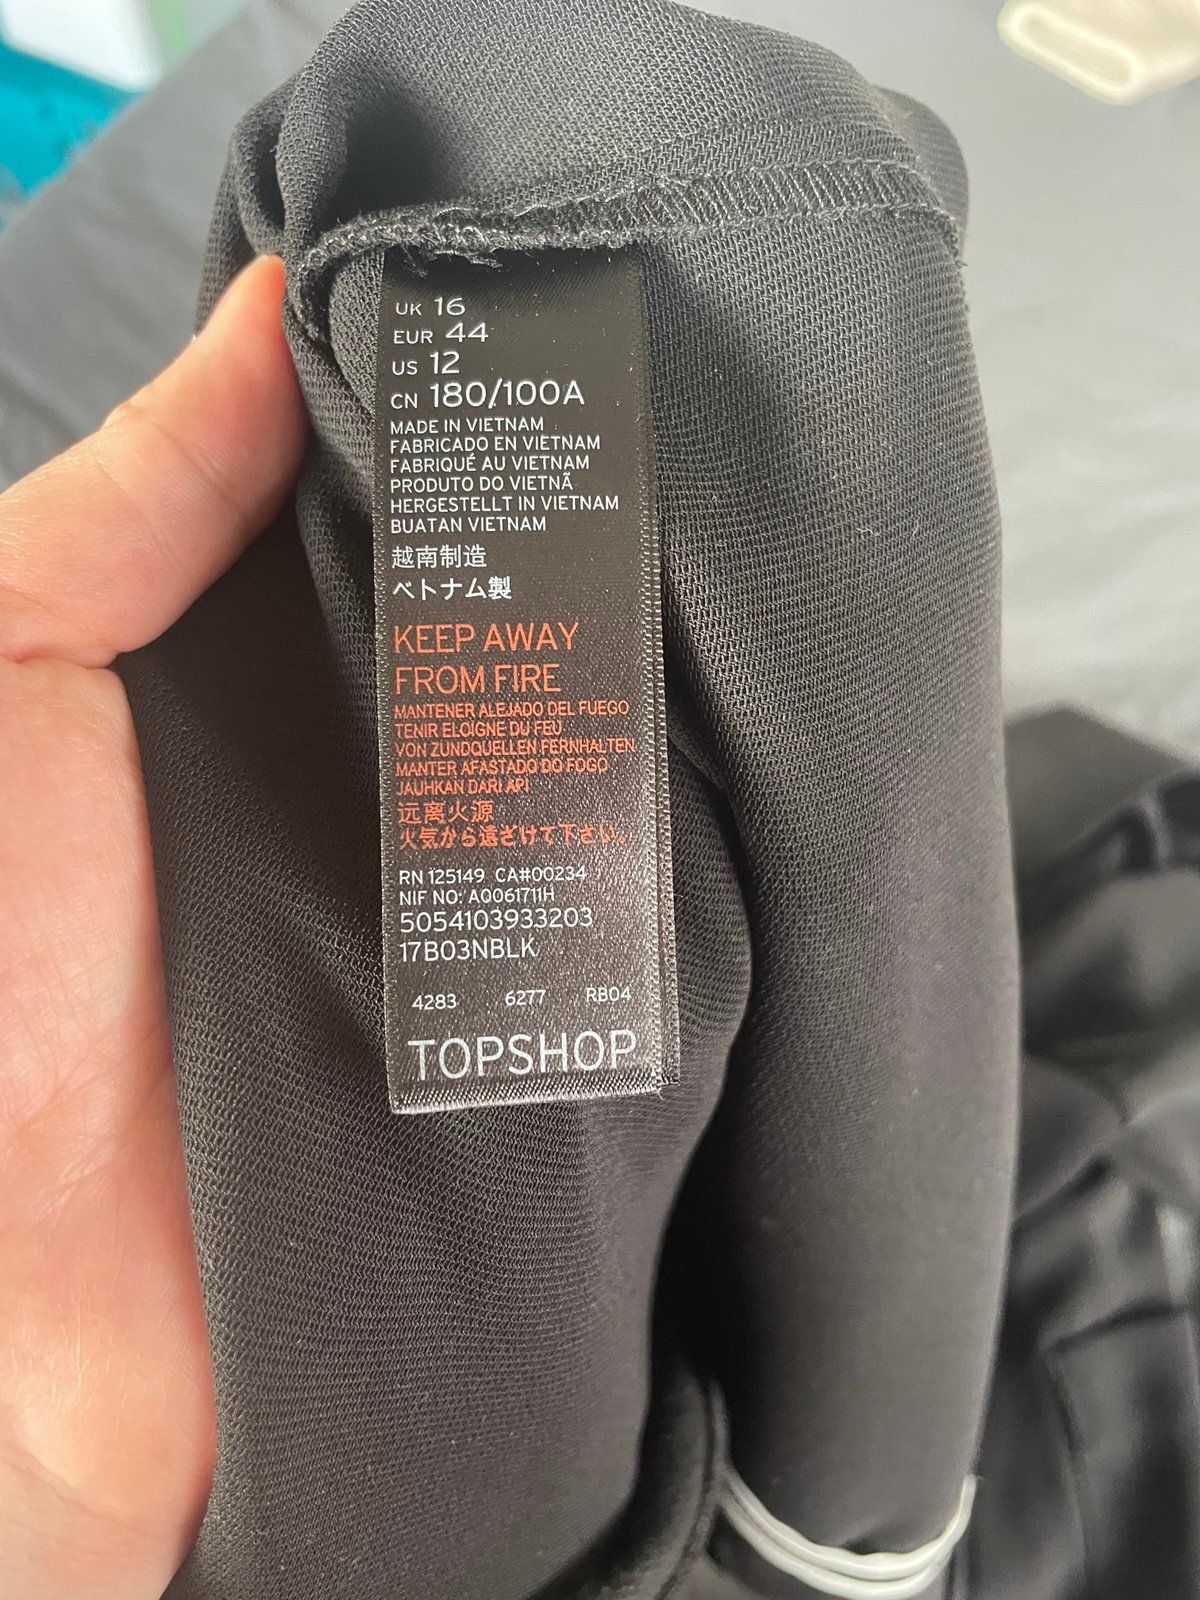 UK 16
EUR 44
US 12
CN 180/100A
MADE IN VIETNAM
FABRICADO EN VIETNAM
FABRIQUÉ AU VIETNAM
PRODUTO DO VIETNÃ
HERGESTELLT IN VIETNAM
BUATAN VIETNAM
越南制造
ベトナム製
KEEP AWAY
FROM FIRE
MANTENER ALEJADO DEL FUEGO
TENIR ELOIGNE DU FEU
VON ZUNDQUELLEN FERNHALTEN
MANTER AFASTADO DO FOGO
JAUHKAN DARI API
远离火源
火気から遠ざけて下さい。
RN 125149 CA#00234
NIF NO: A0061711H
5054103933203
17B03NBLK
4283 6277 RB04
TOPSHOP